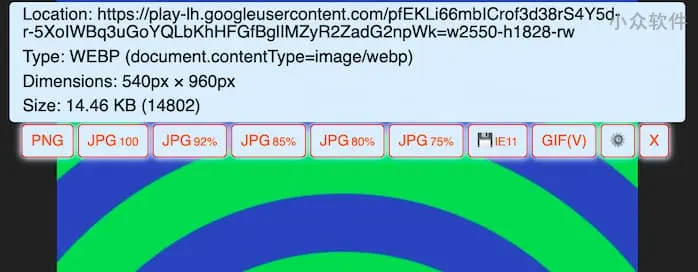 Location: https://play-lh.googleusercontent.com/pfEKLi66mbICrof3d38rS4Y5d-
r-5XoIWBq3uGoYQLbKhHFGfBgIlMZyR2ZadG2npWk=w2550-h1828-rw
Type: WEBP (document.contentType=image/webp)
Dimensions: 540px × 960px
Size: 14.46 KB (14802)
PNG JPG 100 JPG 92% JPG 85% JPG 80% JPG 75% 💾IE11 GIF(V) ⚙ X
小众软件